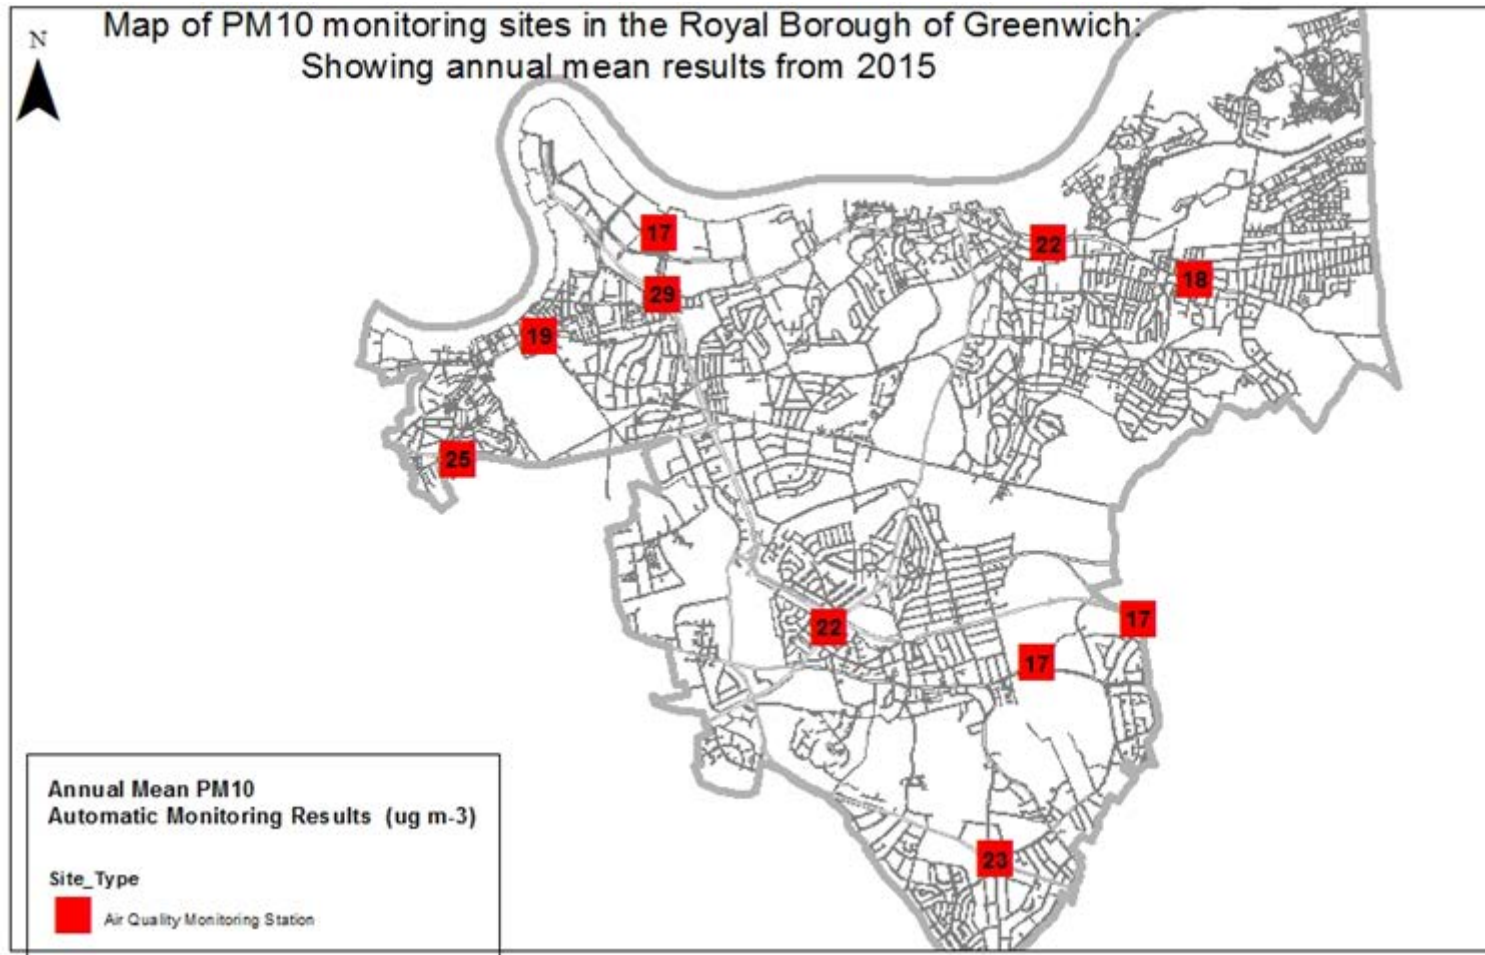 Map of PM10 monitoring sites in the Royal Borough of Greenwich:
Showing annual mean results from 2015
N
17
22
29
18
19
25
22
17
17
23
Annual Mean PM10
Automatic Monitoring Results (ug m-3)
Site_Type
Air Quality Monitoring Station